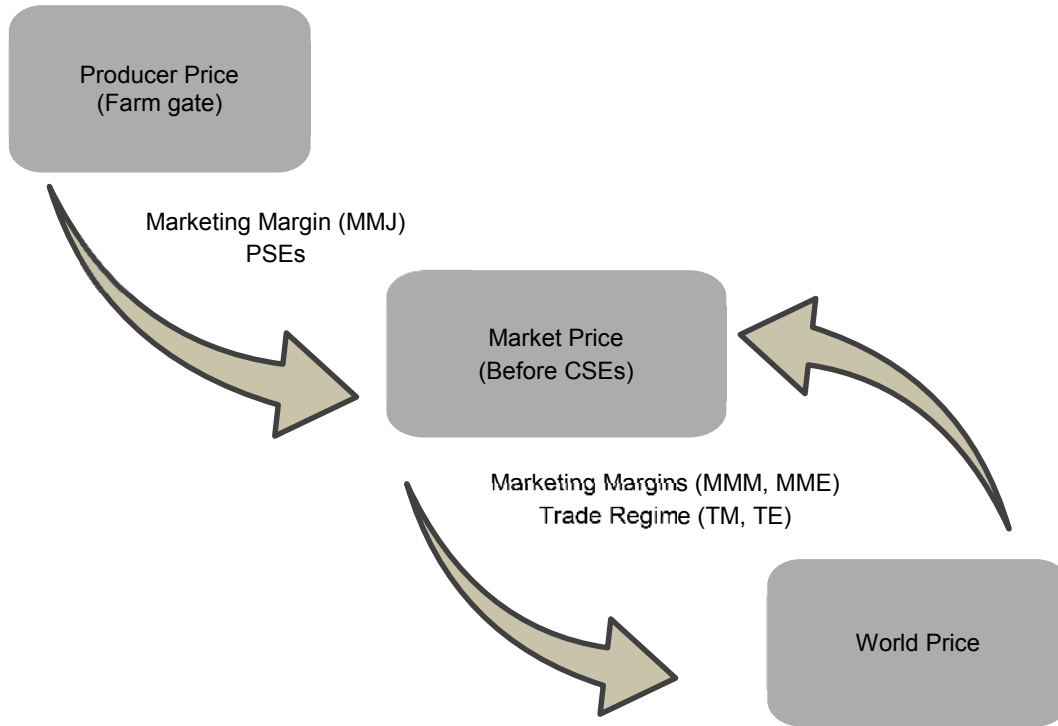 Producer Price
(Farm gate)
Marketing Margin (MMJ)
PSEs
Market Price
(Before CSEs)
Marketing Margins (MMM, MME)
Trade Regime (TM, TE)
World Price